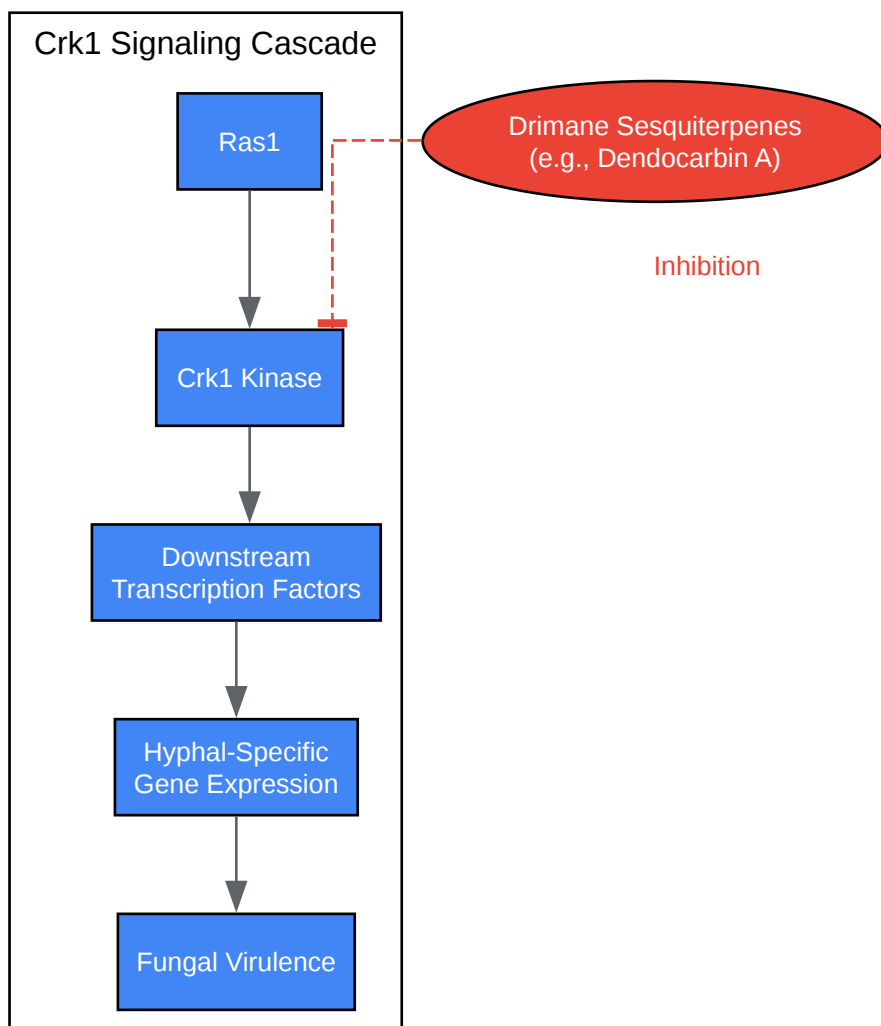 Crk1 Signaling Cascade
Ras1
Drimane Sesquiterpenes
(e.g., Dendocarbin A)
Inhibition
Crk1 Kinase
Downstream
Transcription Factors
Hyphal-Specific
Gene Expression
Fungal Virulence